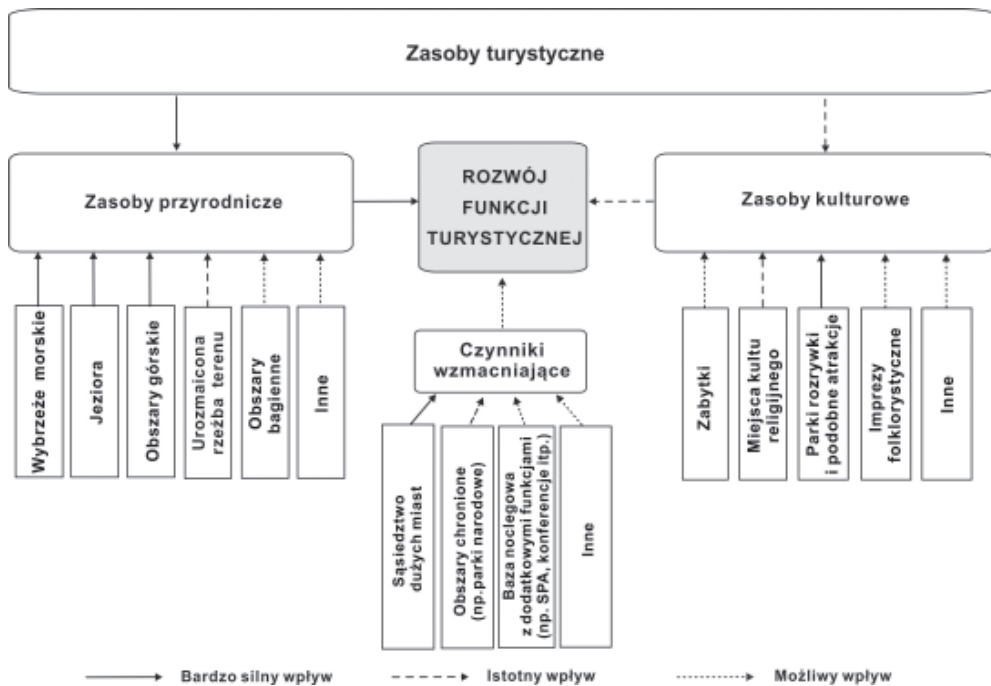 Zasoby turystyczne
Zasoby przyrodnicze
ROZWÓJ
FUNKCJI
TURYSTYCZNEJ
Zasoby kulturowe
Wybrzeże morskie
Jeziora
Obszary górskie
Urozmaicona
rzeźba terenu
Obszary
bagienne
Inne
Czynniki
wzmacniające
Zabytki
Miejsca kultu
religijnego
Parki rozrywki
i podobne atrakcje
Imprezy
folklorystyczne
Inne
Sąsiedztwo
dużych miast
Obszary chronione
(np.parki narodowe)
Baza noclegowa
z dodatkowymi funkcjami
(np. SPA, konferencje itp.)
Inne
Bardzo silny wpływ
Istotny wpływ
Możliwy wpływ